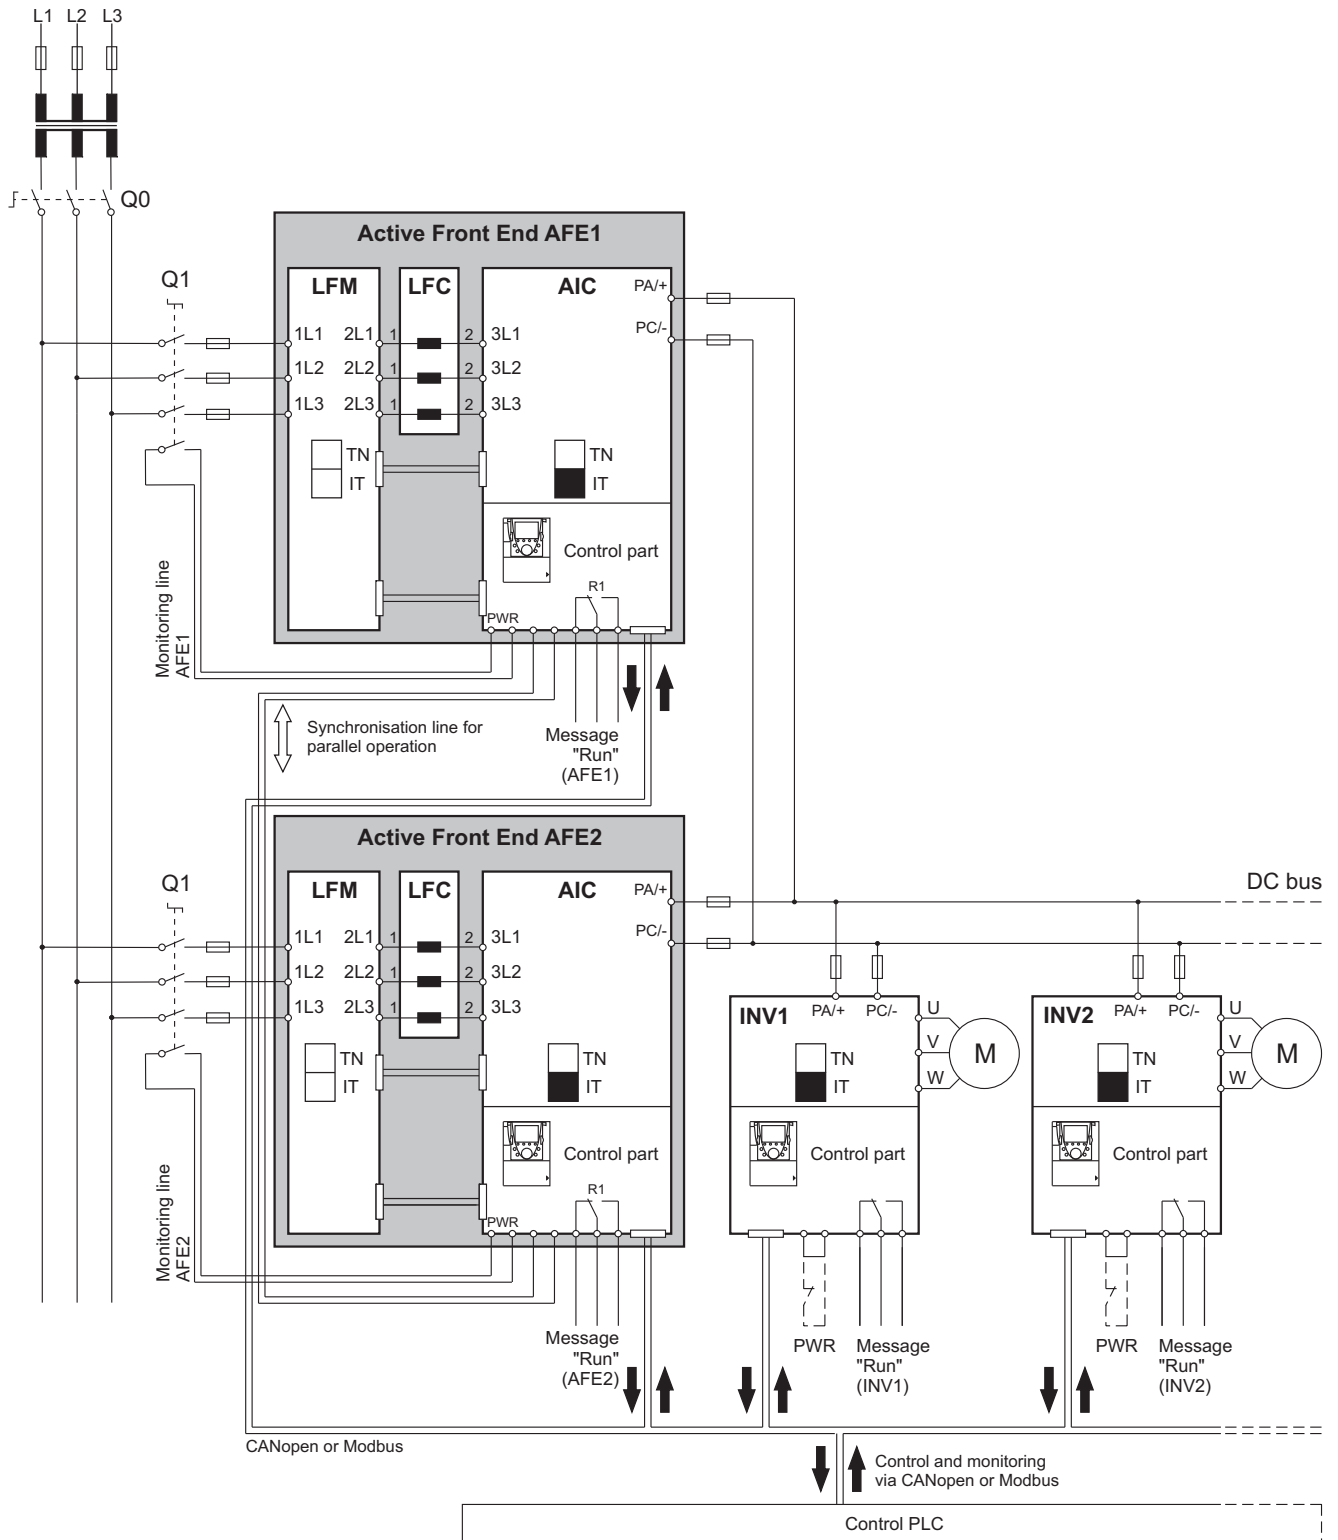 L1 L2 L3
Q0
Active Front End AFE1
Q1
LFM LFC AIC PA/+
PC/-
1L1 2L1 1 2 3L1
1L2 2L2 1 2 3L2
1L3 2L3 1 2 3L3
TN TN
IT IT
Control part
R1
PWR
Monitoring line
AFE1
Synchronisation line for
parallel operation
Message
"Run"
(AFE1)
Active Front End AFE2
Q1
LFM LFC AIC PA/+
PC/-
DC bus
1L1 2L1 1 2 3L1
1L2 2L2 1 2 3L2
1L3 2L3 1 2 3L3
TN TN
IT IT
Control part
R1
PWR
Monitoring line
AFE2
Message
"Run"
(AFE2)
INV1 PA/+ PC/- U
V M
W
TN
IT
Control part
PWR
Message
"Run"
(INV1)
INV2 PA/+ PC/- U
V M
W
TN
IT
Control part
PWR
Message
"Run"
(INV2)
CANopen or Modbus
Control and monitoring
via CANopen or Modbus
Control PLC